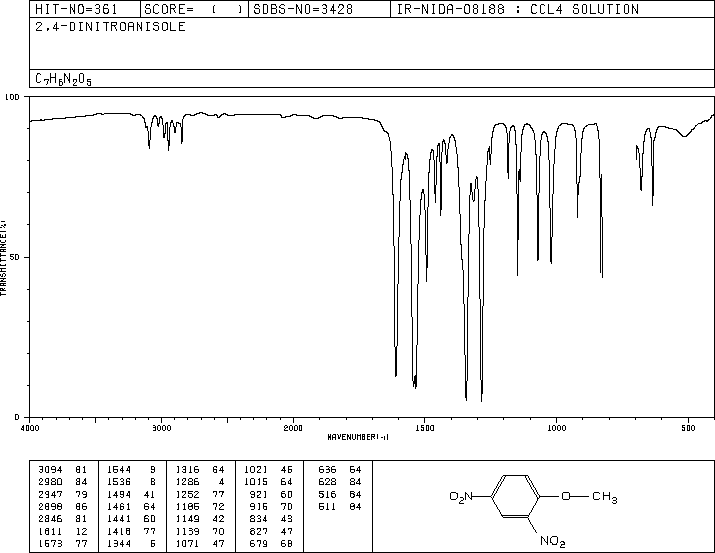 HIT-NO=361 SCORE= ( ) SDBS-NO=3428 IR-NIDA-08188 : CCL4 SOLUTION
2,4-DINITROANISOLE
C7H6N2O5
100
50
0
TRANSMITTANCE(%)
4000 3000 2000 1500 1000 500
WAVENUMBER(-1)
3094 81 1544 9 1316 64 1021 46 636 64
2980 84 1536 8 1286 4 1015 64 628 84
2947 79 1494 41 1252 77 921 60 516 84
2898 86 1461 64 1186 72 916 70 511 84
2846 81 1441 60 1149 42 834 43
1611 12 1418 77 1139 70 827 47
1573 77 1344 5 1071 47 679 68
O2N
O
CH3
NO2